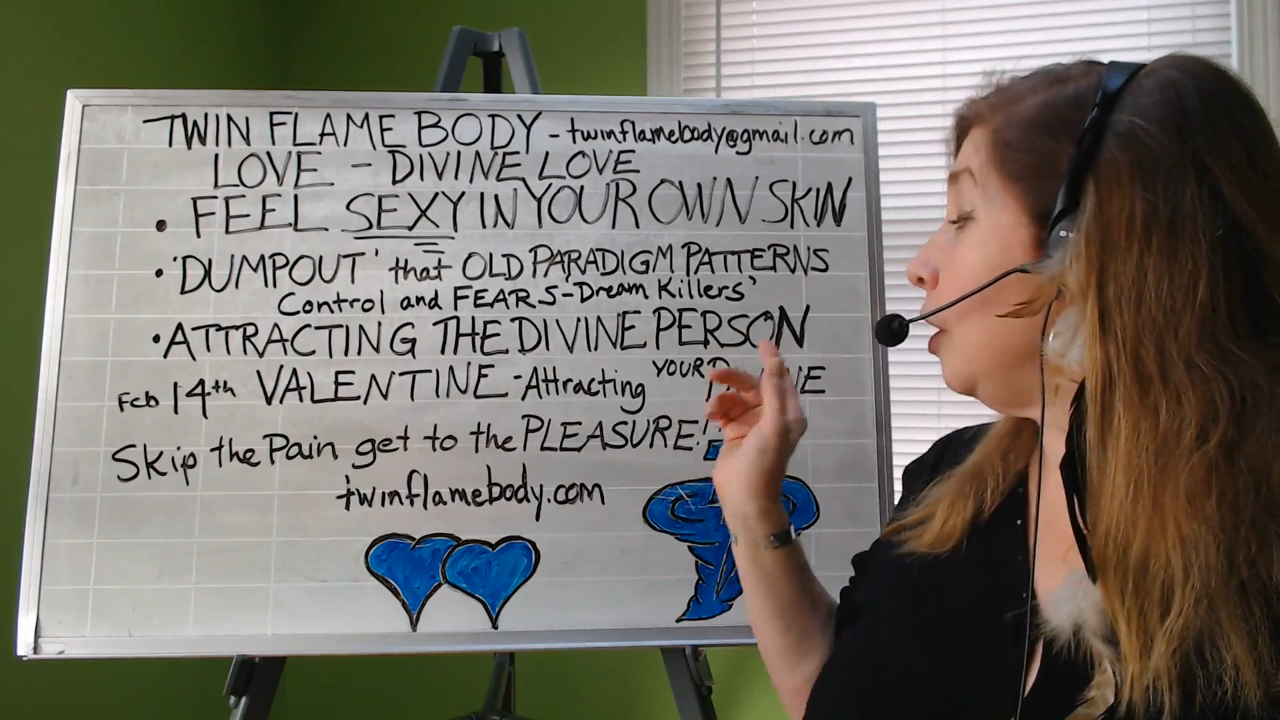 TWIN FLAME BODY - twinflamebody@gmail.com
LOVE - DIVINE LOVE
• FEEL SEXY IN YOUR OWN SKIN
• 'DUMPOUT' that OLD PARADIGM PATTERNS
Control and FEARS - Dream Killers'
• ATTRACTING THE DIVINE PERSON
Feb 14th VALENTINE - Attracting YOUR
Skip the Pain get to the PLEASURE!
twinflamebody.com